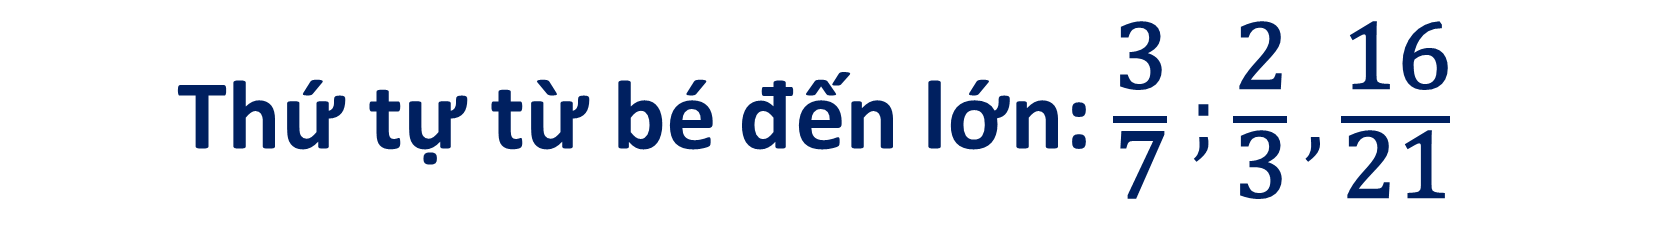 Thứ tự từ bé đến lớn: 3/7 ; 2/3 , 16/21